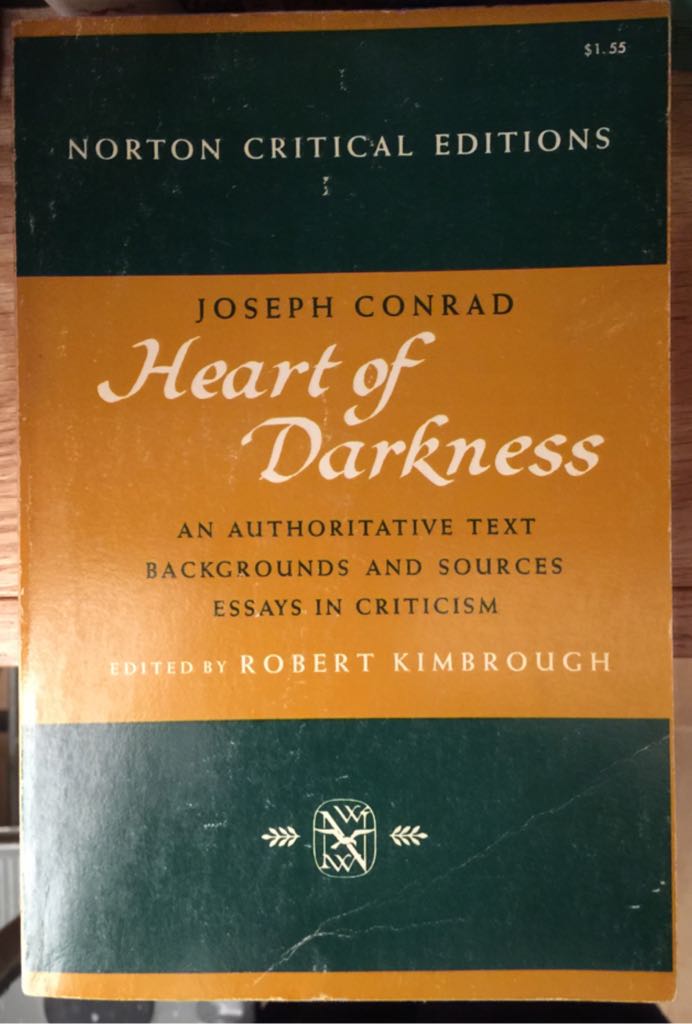 $1.55
NORTON CRITICAL EDITIONS
JOSEPH CONRAD
Heart of
Darkness
AN AUTHORITATIVE TEXT
BACKGROUNDS AND SOURCES
ESSAYS IN CRITICISM
EDITED BY ROBERT KIMBROUGH